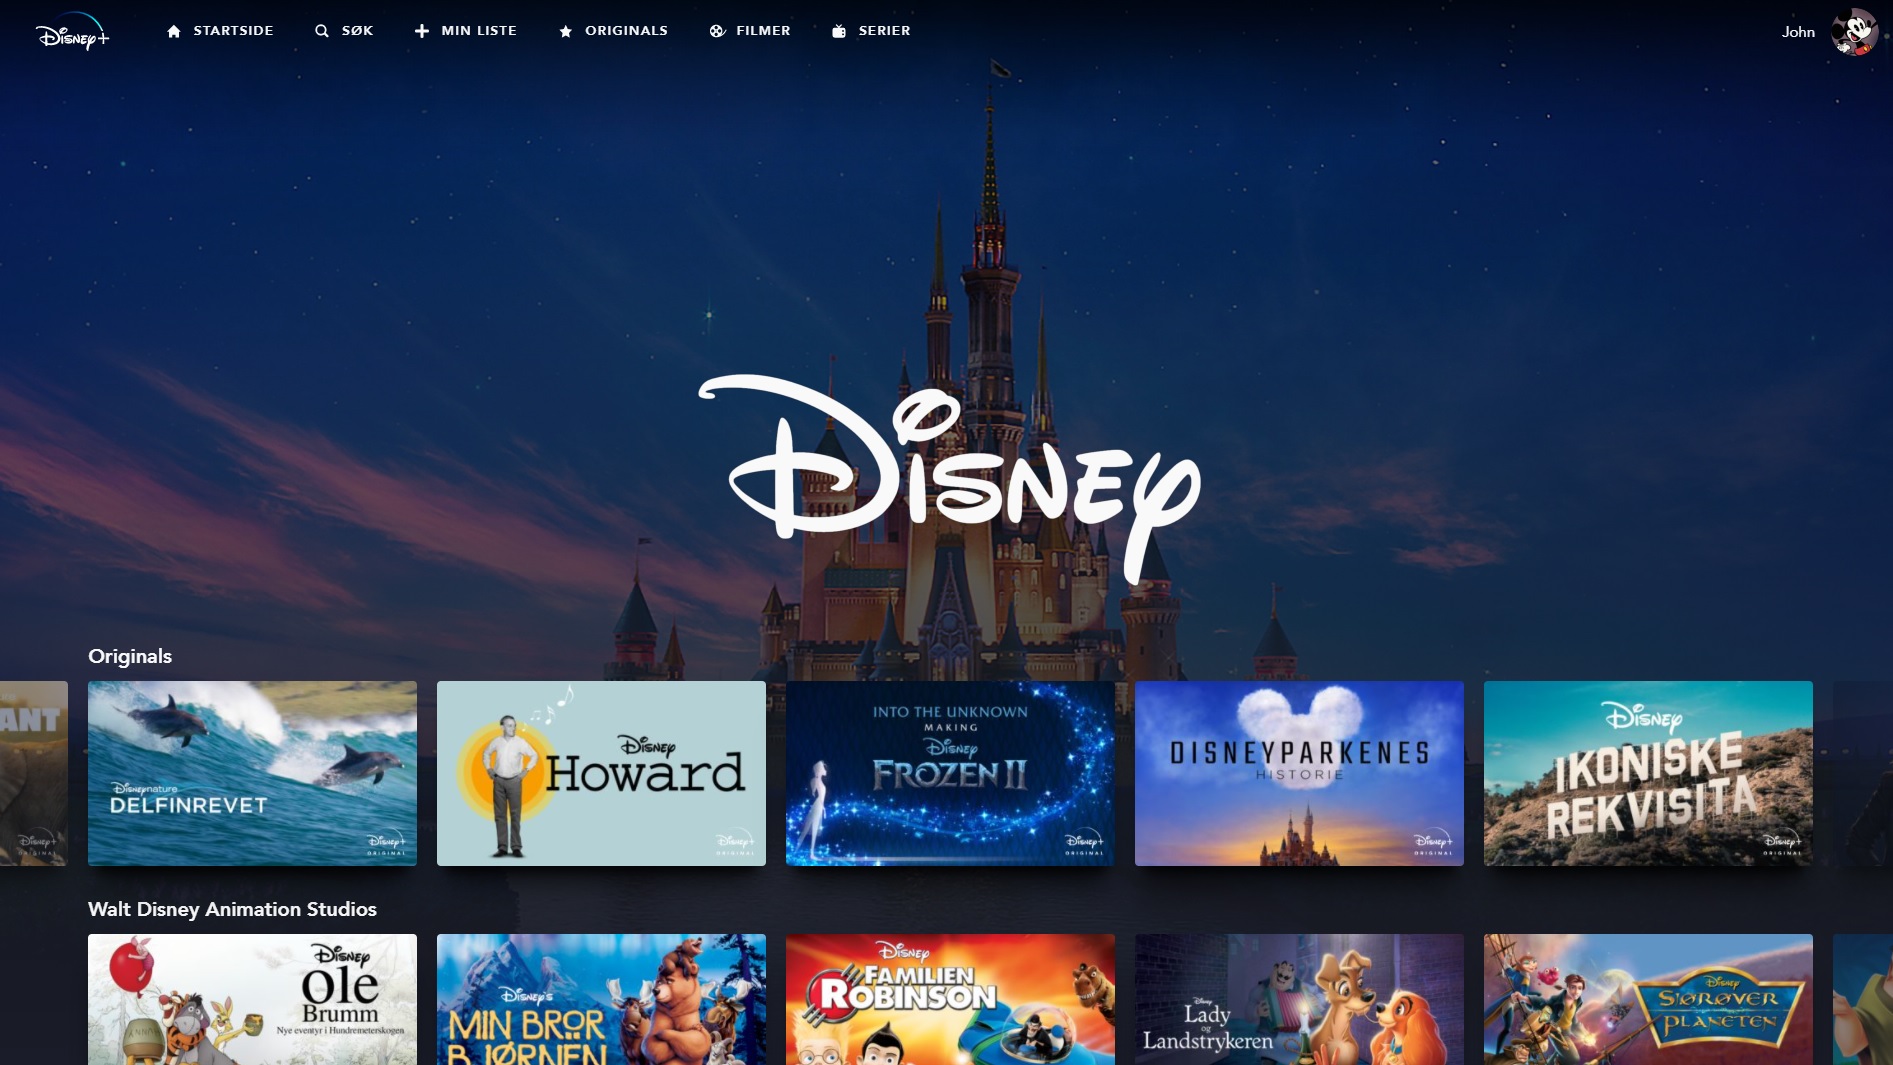 Disney+
STARTSIDE
SØK
MIN LISTE
ORIGINALS
FILMER
SERIER
John
Disney
Originals
ANT
Disney+
ORIGINAL
Disneynature
DELFINREVET
Disney+
ORIGINAL
Disney
Howard
Disney+
ORIGINAL
INTO THE UNKNOWN
MAKING
Disney
FROZEN II
Disney+
ORIGINAL
DISNEYPARKENES
HISTORIE
Disney+
ORIGINAL
Disney
IKONISKE
REKVISITA
Disney+
ORIGINAL
Walt Disney Animation Studios
Disney
Ole
Brumm
Nye eventyr i Hundremeterskogen
Disney's
MIN BROR
BJØRNEN
Disney
FAMILIEN
ROBINSON
Disney
Lady
og
Landstrykeren
Disney
SJØRØVER
PLANETEN